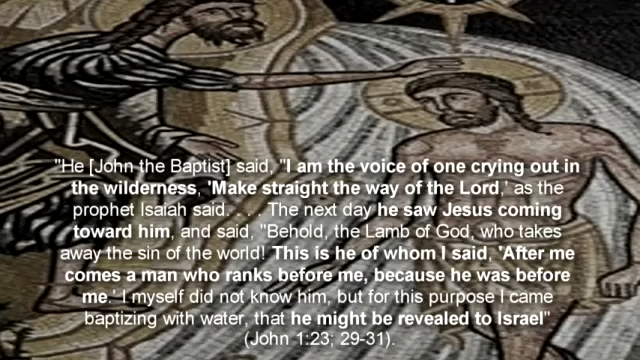 "He [John the Baptist] said, "I am the voice of one crying out in
the wilderness, 'Make straight the way of the Lord,' as the
prophet Isaiah said. . . . The next day he saw Jesus coming
toward him, and said, "Behold, the Lamb of God, who takes
away the sin of the world! This is he of whom I said, 'After me
comes a man who ranks before me, because he was before
me.' I myself did not know him, but for this purpose I came
baptizing with water, that he might be revealed to Israel"
(John 1:23; 29-31).